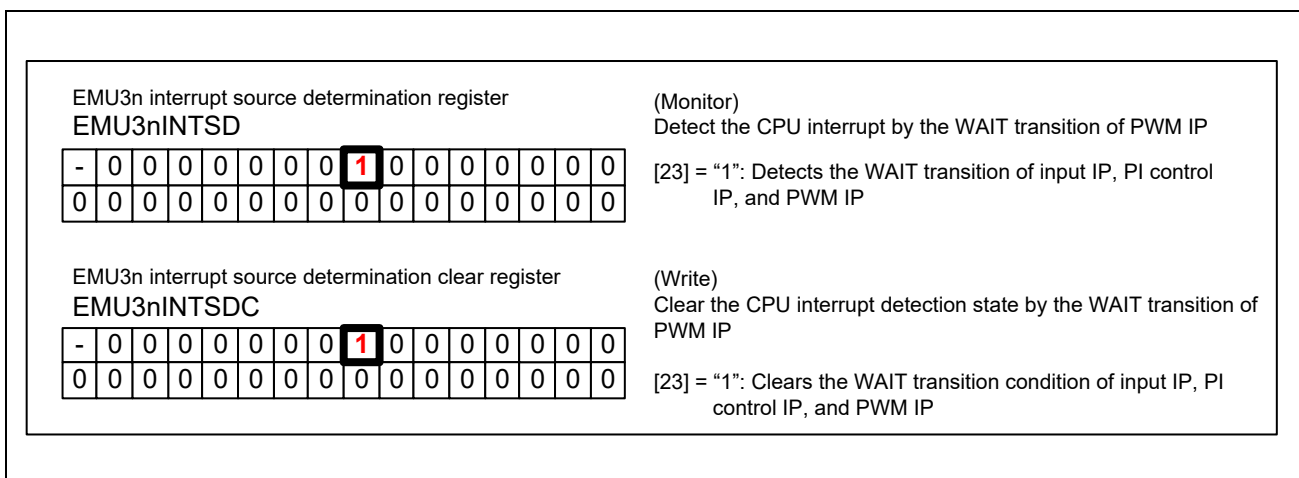 EMU3n interrupt source determination register
EMU3nINTSD
- 0 0 0 0 0 0 0 1 0 0 0 0 0 0 0
0 0 0 0 0 0 0 0 0 0 0 0 0 0 0 0
(Monitor)
Detect the CPU interrupt by the WAIT transition of PWM IP
[23] = “1”: Detects the WAIT transition of input IP, PI control
IP, and PWM IP
EMU3n interrupt source determination clear register
EMU3nINTSDC
- 0 0 0 0 0 0 0 1 0 0 0 0 0 0 0
0 0 0 0 0 0 0 0 0 0 0 0 0 0 0 0
(Write)
Clear the CPU interrupt detection state by the WAIT transition of
PWM IP
[23] = “1”: Clears the WAIT transition condition of input IP, PI
control IP, and PWM IP